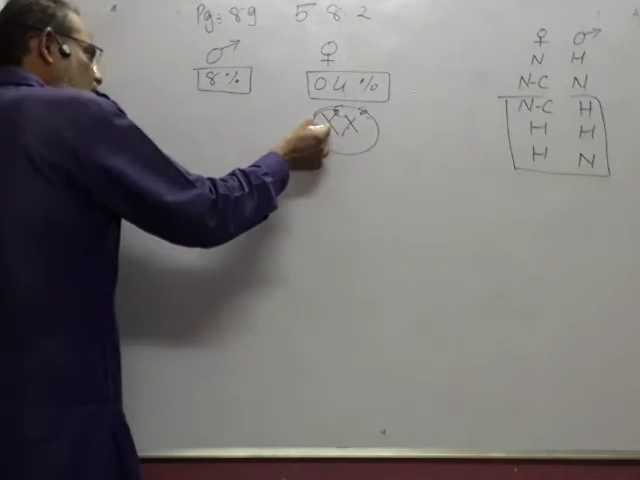 Pg: 89 5 8.2
♂ ♀
8% 04%
XX
♀ ♂
N H
N-C N
N-C H
H H
H N